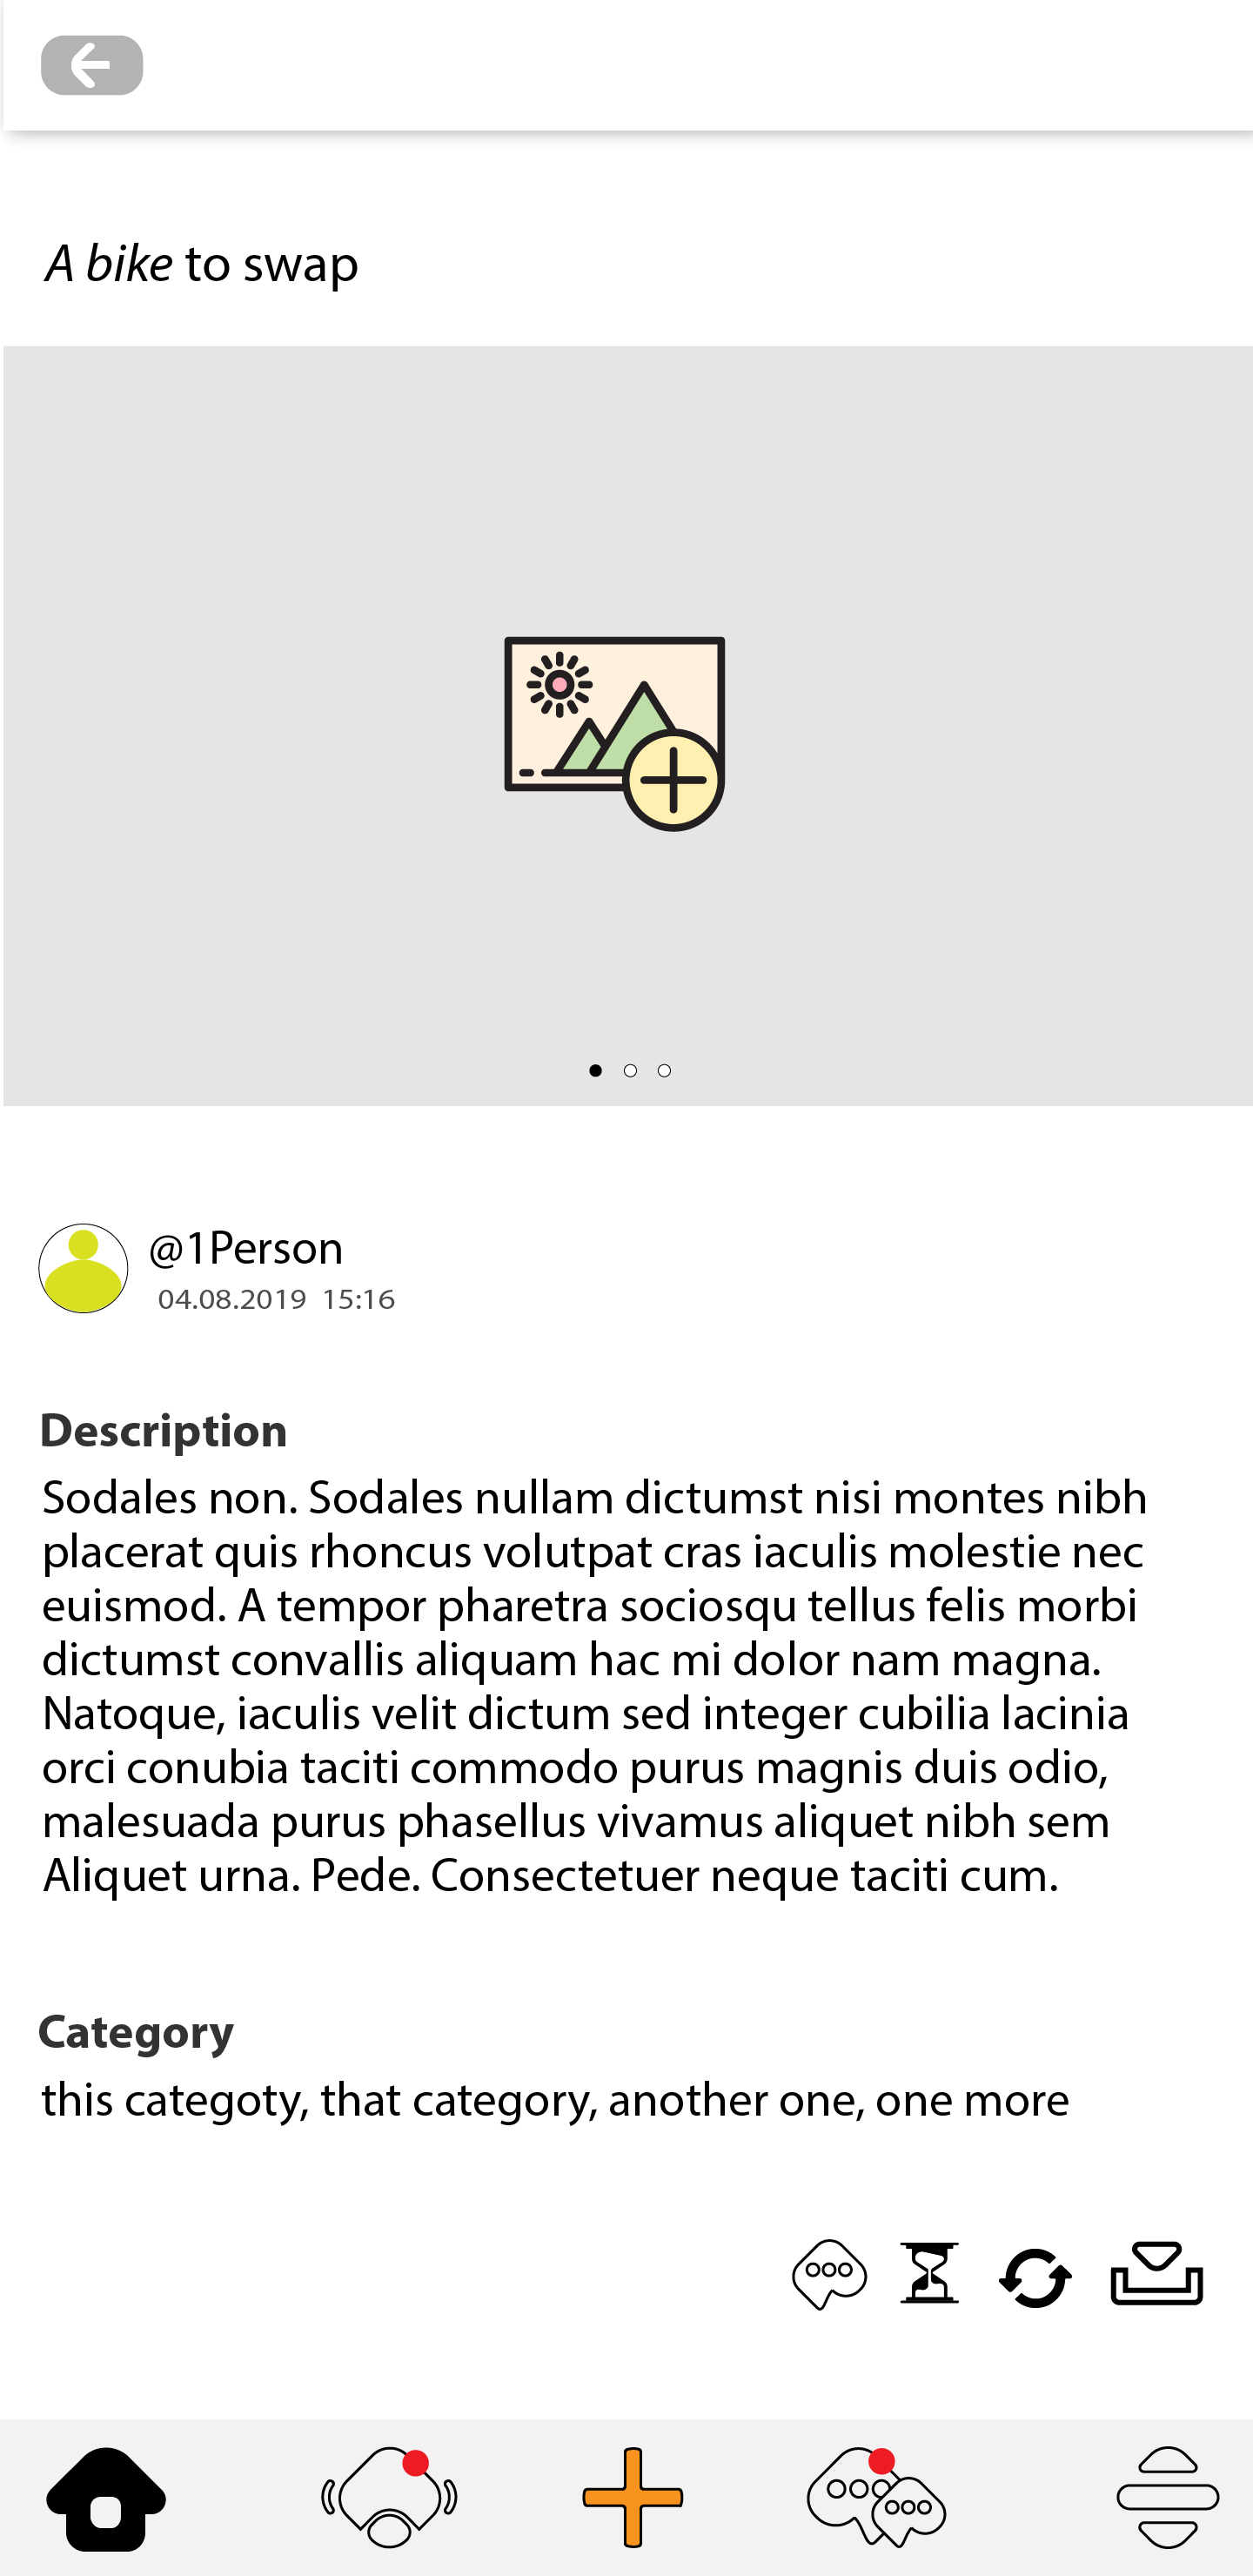 A bike to swap
@1Person
04.08.2019 15:16
Description
Sodales non. Sodales nullam dictumst nisi montes nibh
placerat quis rhoncus volutpat cras iaculis molestie nec
euismod. A tempor pharetra sociosqu tellus felis morbi
dictumst convallis aliquam hac mi dolor nam magna.
Natoque, iaculis velit dictum sed integer cubilia lacinia
orci conubia taciti commodo purus magnis duis odio,
malesuada purus phasellus vivamus aliquet nibh sem
Aliquet urna. Pede. Consectetuer neque taciti cum.
Category
this categoty, that category, another one, one more